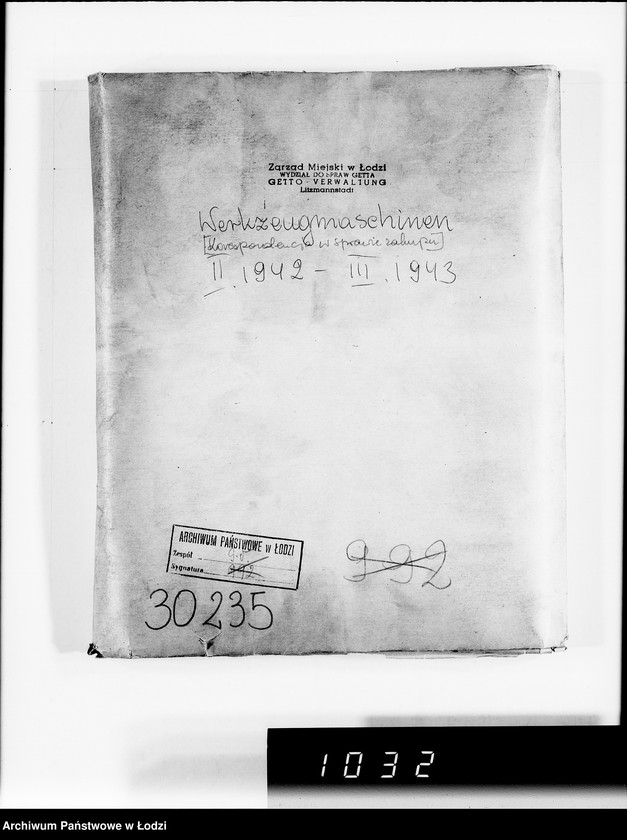 Zarząd Miejski w Łodzi
WYDZIAŁ DO SPRAW GETTA
GETTO-VERWALTUNG
Litzmannstadt
Werkzeugmaschinen
[Korespondencja w sprawie zakupu]
II.1942 – III.1943
ARCHIWUM PAŃSTWOWE w ŁODZI
Zespół
Sygnatura 992
992
30235
1032
Archiwum Państwowe w Łodzi